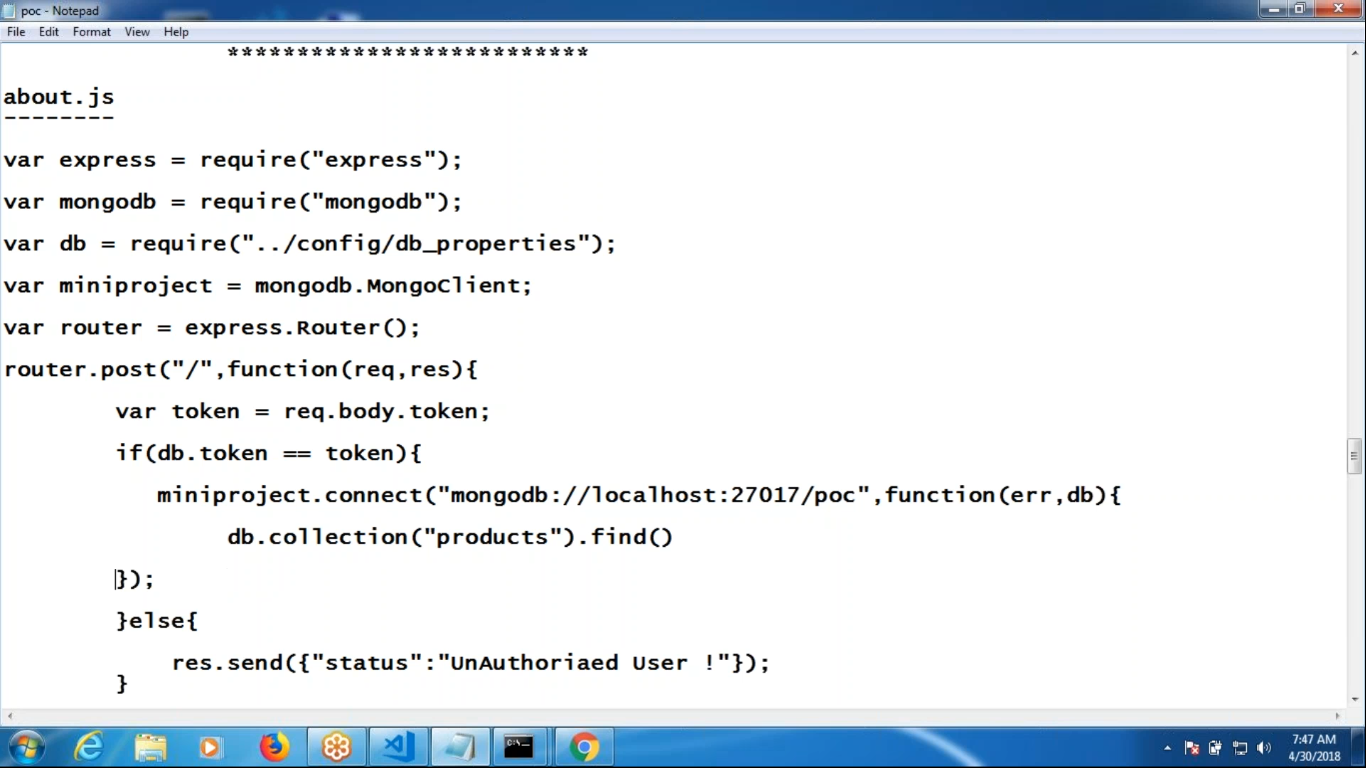 poc - Notepad
File Edit Format View Help
**************************
about.js
--------
var express = require("express");
var mongodb = require("mongodb");
var db = require("../config/db_properties");
var miniproject = mongodb.MongoClient;
var router = express.Router();
router.post("/",function(req,res){
var token = req.body.token;
if(db.token == token){
miniproject.connect("mongodb://localhost:27017/poc",function(err,db){
db.collection("products").find()
});
}else{
res.send({"status":"UnAuthoriaed User !"});
}
C:\_
7:47 AM
4/30/2018